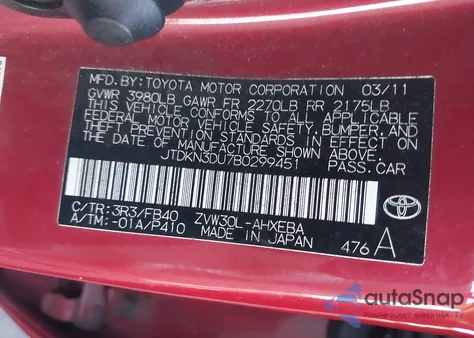 MFD. BY: TOYOTA MOTOR CORPORATION 03/11
GVWR 3980LB GAWR FR 2270LB RR 2175LB
THIS VEHICLE CONFORMS TO ALL APPLICABLE
FEDERAL MOTOR VEHICLE SAFETY, BUMPER, AND
THEFT PREVENTION STANDARDS IN EFFECT ON
THE DATE OF MANUFACTURE SHOWN ABOVE.
JTDKN3DU7B0299451 PASS. CAR
C/TR: 3R3/FB40 ZVW30L-AHXEBA
A/TM: -01A/P410 MADE IN JAPAN
TOYOTA
476 A
autoSnap